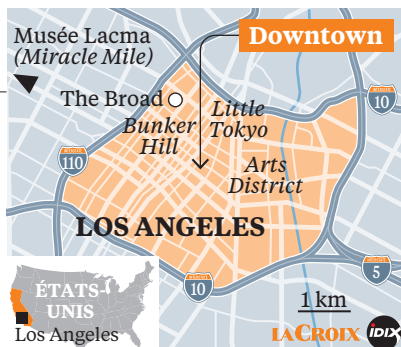 Musée Lacma
(Miracle Mile)
Downtown
The Broad
Bunker
Hill
Little
Tokyo
10
110
Arts
District
LOS ANGELES
10
5
ÉTATS-
UNIS
Los Angeles
1 km
LA CROIX
IDIX